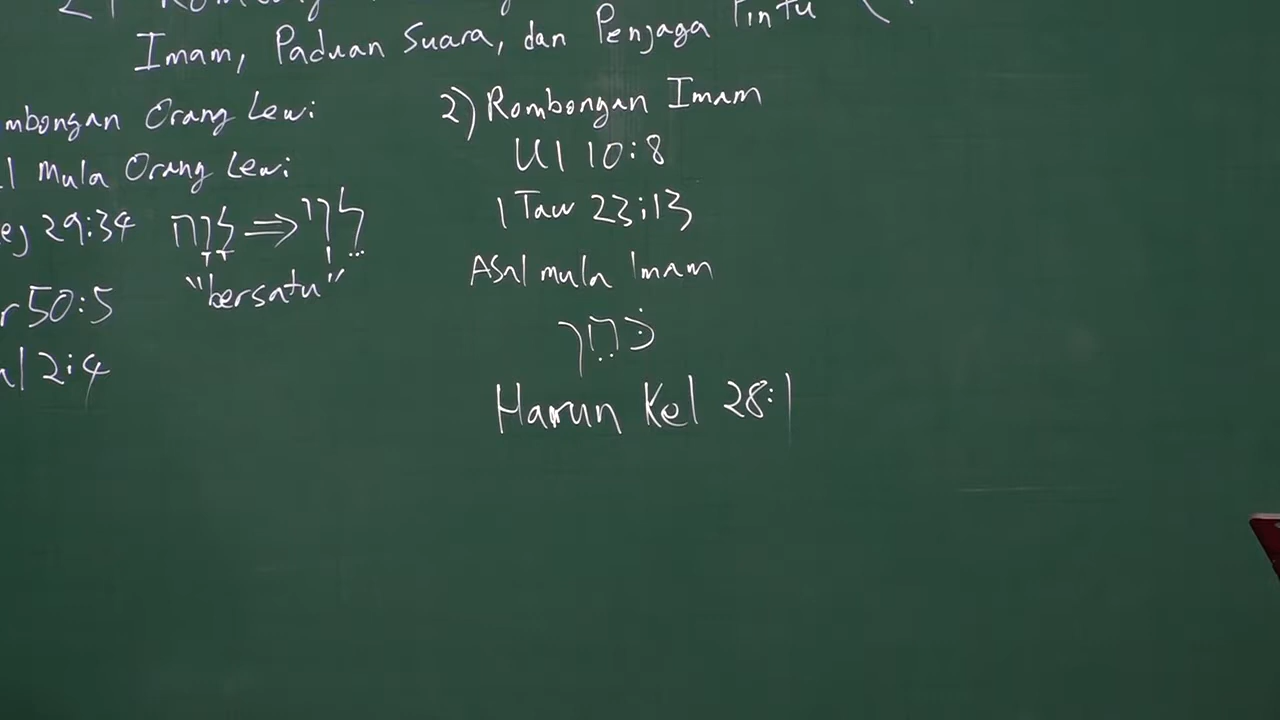 Imam, Paduan Suara, dan Penjaga Pintu (
mbongan Orang Lewi
l Mula Orang Lewi
ej 29:34 לָוָה ⇒ לֵוִי
"bersatu"
r 50:5
al 2:4
2) Rombongan Imam
Ul 10:8
1 Taw 23:13
Asal mula Imam
כֹּהֵן
Harun Kel 28:1